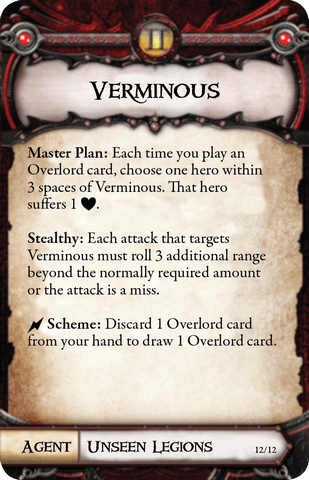 II
Verminous
Master Plan: Each time you play an
Overlord card, choose one hero within
3 spaces of Verminous. That hero
suffers 1 ♥.
Stealthy: Each attack that targets
Verminous must roll 3 additional range
beyond the normally required amount
or the attack is a miss.
Scheme: Discard 1 Overlord card
from your hand to draw 1 Overlord card.
Agent Unseen Legions 12/12